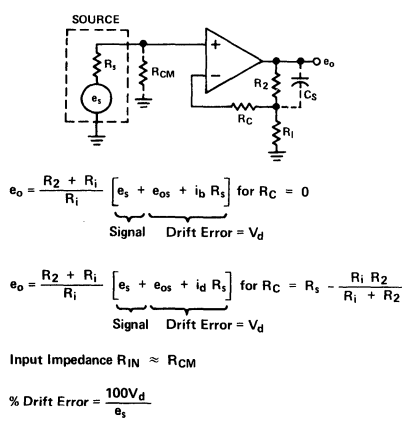 SOURCE
Rs
es
RCM
+
−
eo
R2
CS
RC
Ri
eo = R2 + Ri / Ri [es + eos + ib Rs] for RC = 0
Signal Drift Error = Vd
eo = R2 + Ri / Ri [es + eos + id Rs] for RC = Rs − Ri R2 / Ri + R2
Signal Drift Error = Vd
Input Impedance RIN ≈ RCM
% Drift Error = 100Vd / es